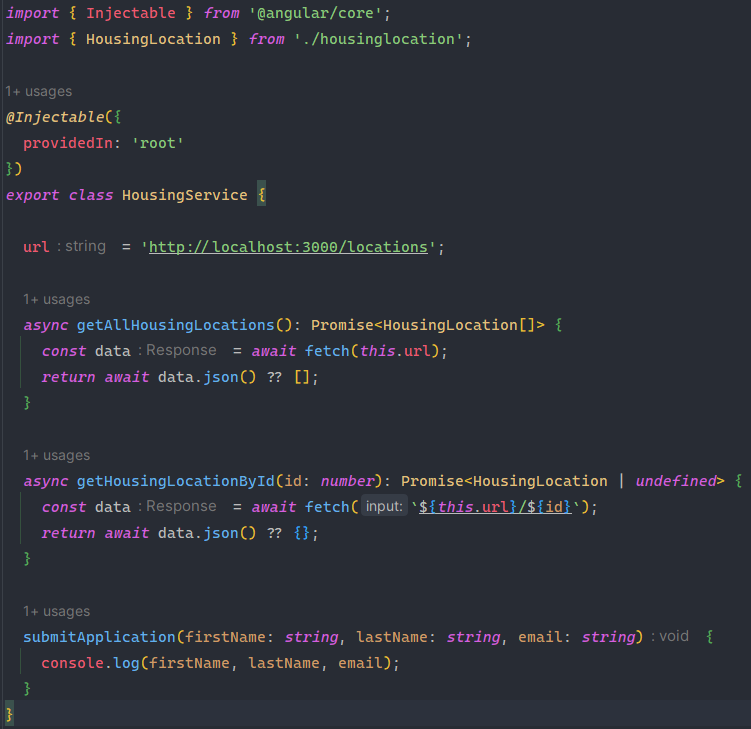 import { Injectable } from '@angular/core';
import { HousingLocation } from './housinglocation';
1+ usages
@Injectable({
  providedIn: 'root'
})
export class HousingService {
  url : string = 'http://localhost:3000/locations';
  1+ usages
  async getAllHousingLocations(): Promise<HousingLocation[]> {
    const data : Response = await fetch(this.url);
    return await data.json() ?? [];
  }
  1+ usages
  async getHousingLocationById(id: number): Promise<HousingLocation | undefined> {
    const data : Response = await fetch( input: `${this.url}/${id}`);
    return await data.json() ?? {};
  }
  1+ usages
  submitApplication(firstName: string, lastName: string, email: string) : void {
    console.log(firstName, lastName, email);
  }
}